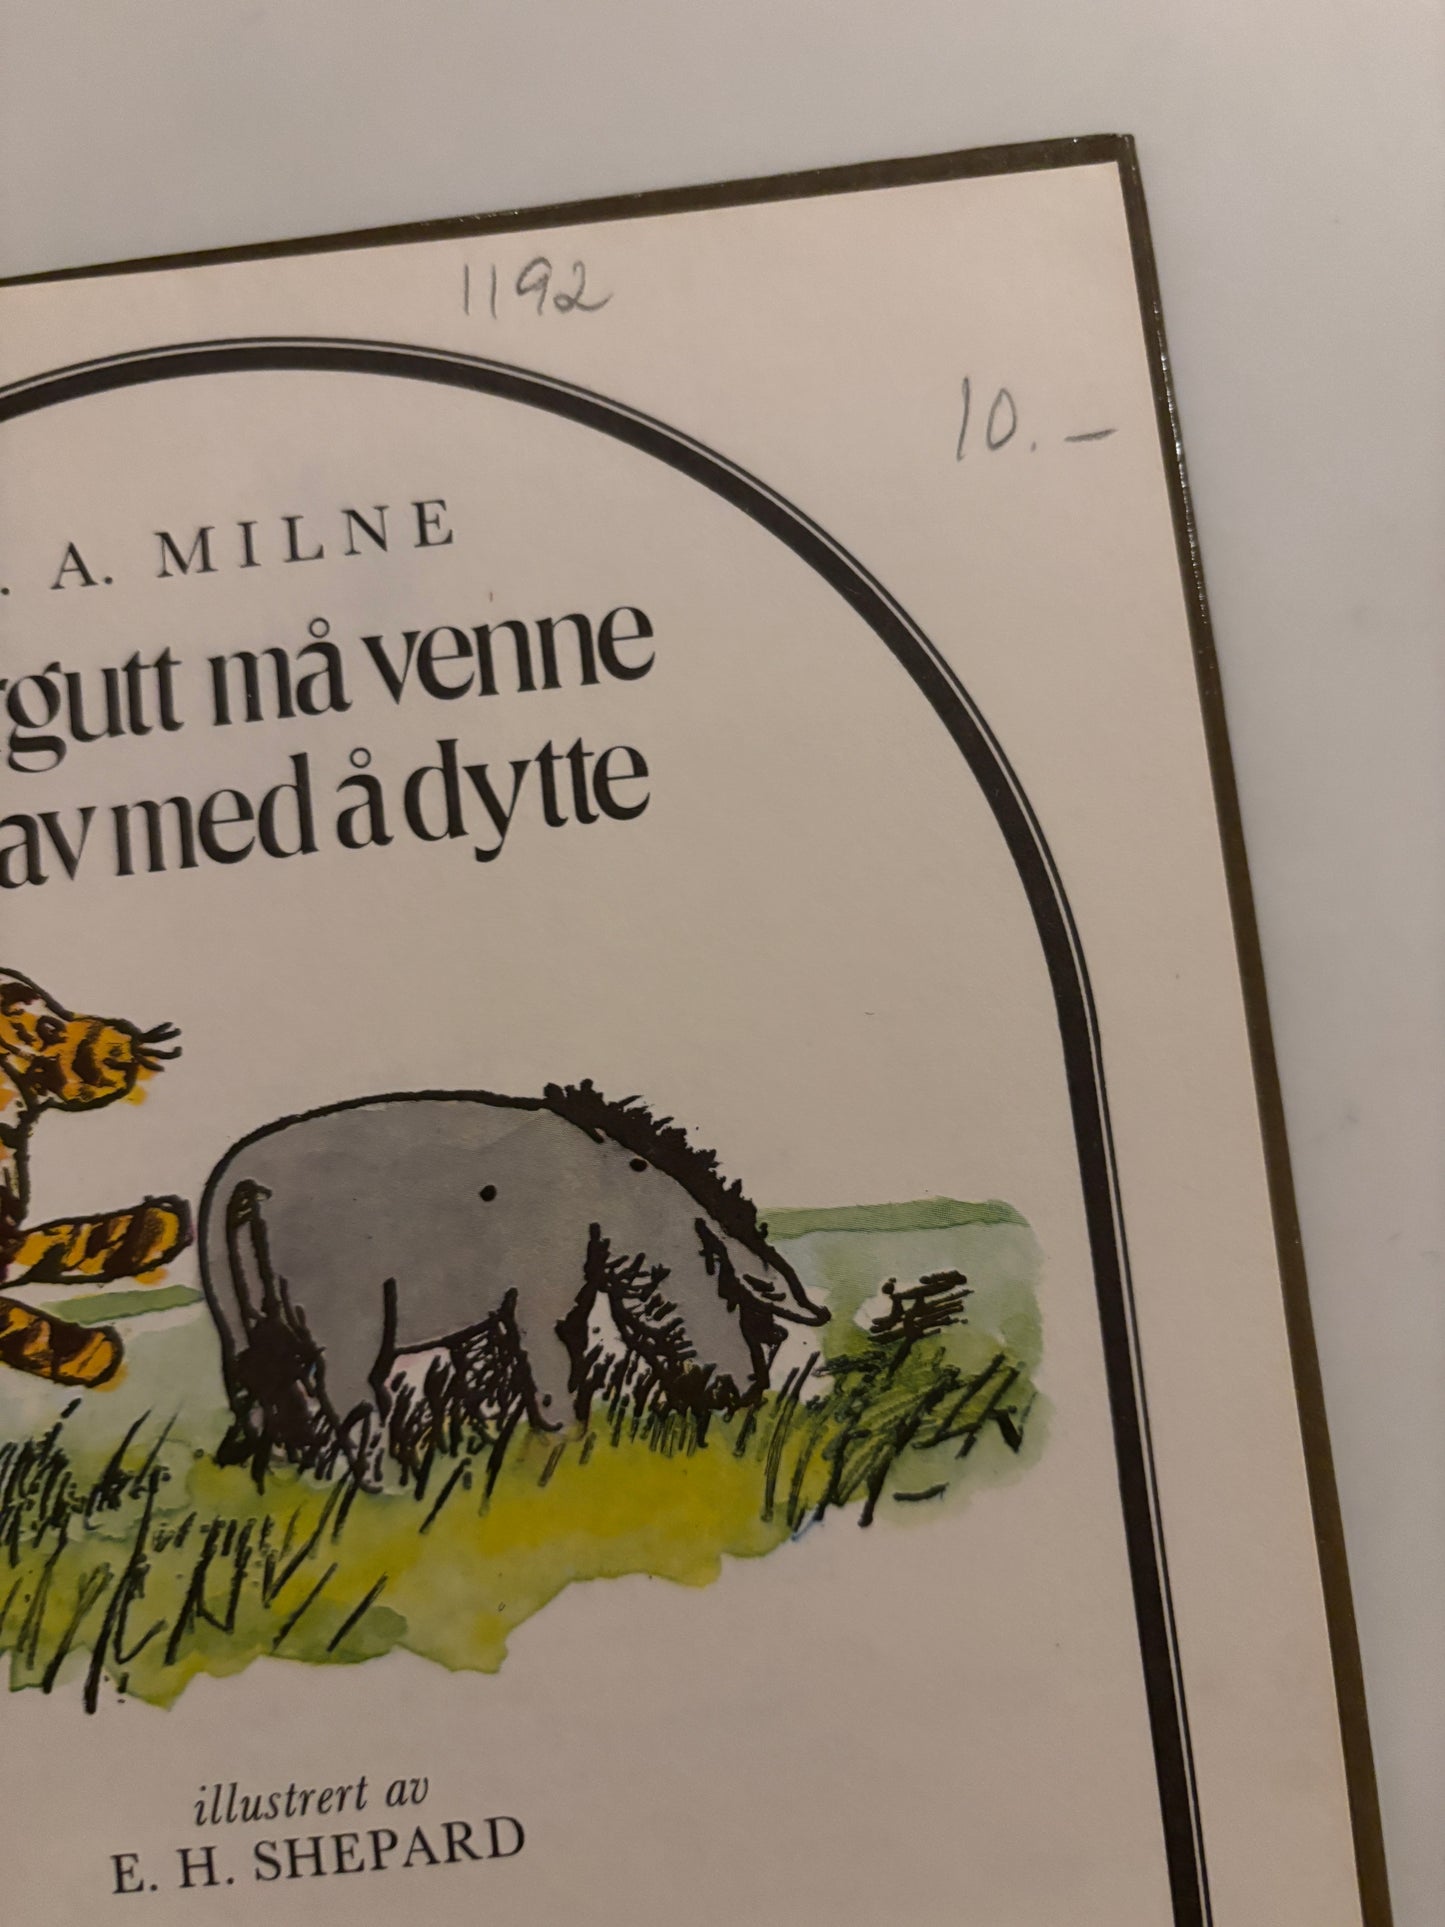 1192
10.-
. A. MILNE
gutt må venne
av med å dytte
illustrert av
E. H. SHEPARD